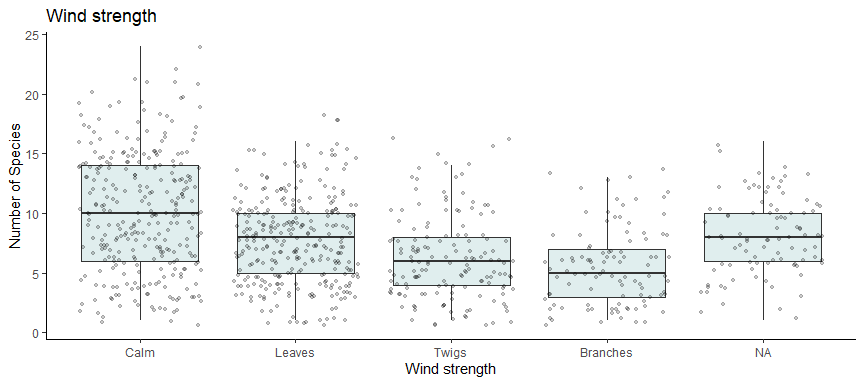 Wind strength
25
20
15
10
5
0
Number of Species
Calm Leaves Twigs Branches NA
Wind strength